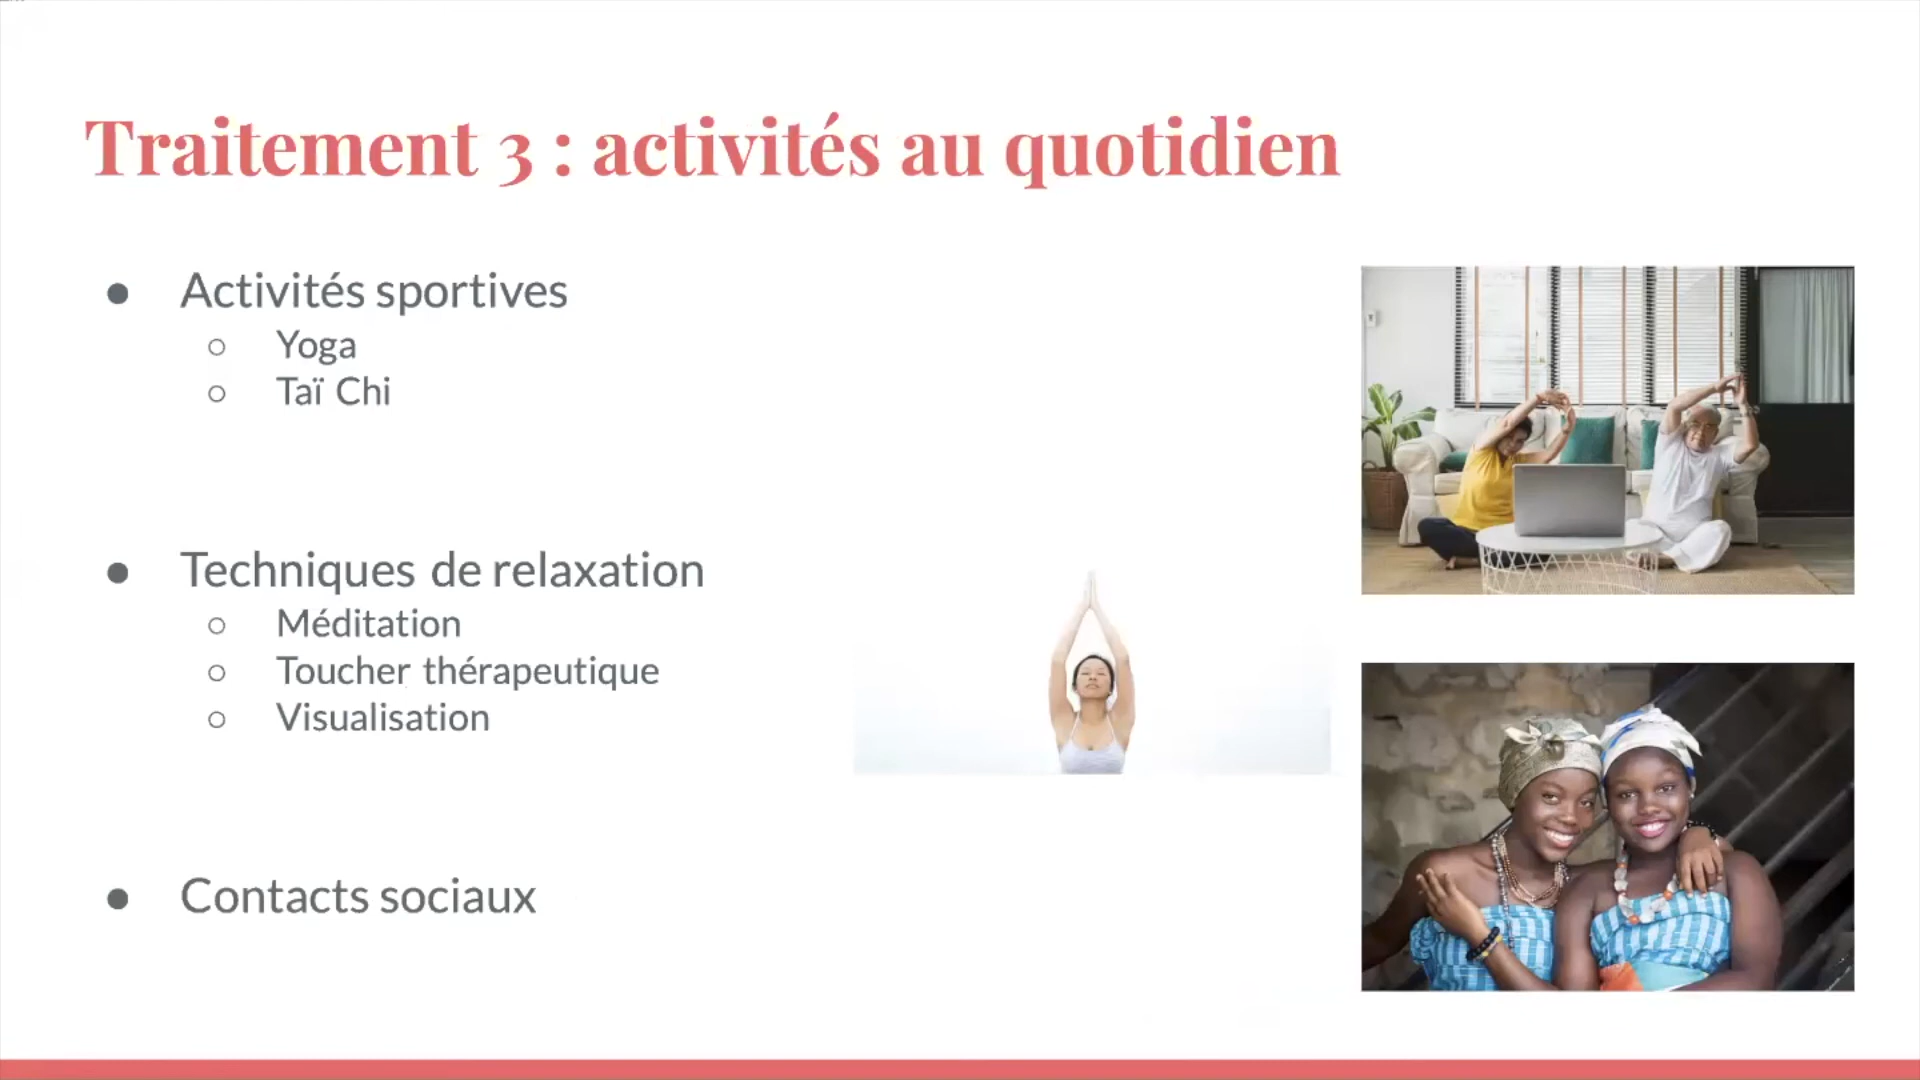 Traitement 3 : activités au quotidien
Activités sportives
Yoga
Taï Chi
Techniques de relaxation
Méditation
Toucher thérapeutique
Visualisation
Contacts sociaux